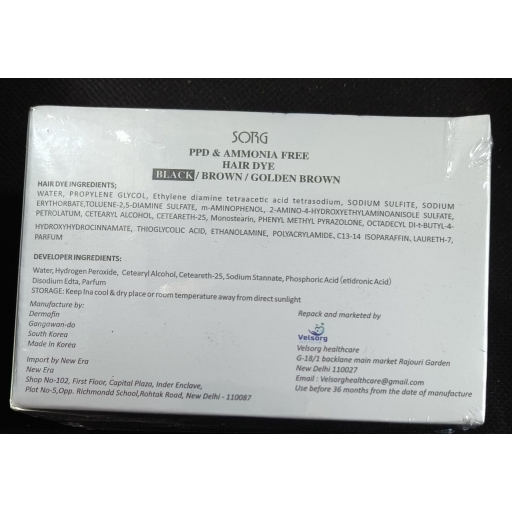 SORG
PPD & AMMONIA FREE
HAIR DYE
BLACK / BROWN / GOLDEN BROWN
HAIR DYE INGREDIENTS;
WATER, PROPYLENE GLYCOL, Ethylene diamine tetraacetic acid tetrasodium, SODIUM SULFITE, SODIUM
ERYTHORBATE,TOLUENE-2,5-DIAMINE SULFATE, m-AMINOPHENOL, 2-AMINO-4-HYDROXYETHYLAMINOANISOLE SULFATE,
PETROLATUM, CETEARYL ALCOHOL, CETEARETH-25, Monostearin, PHENYL METHYL PYRAZOLONE, OCTADECYL DI-t-BUTYL-4-
HYDROXYHYDROCINNAMATE, THIOGLYCOLIC ACID, ETHANOLAMINE, POLYACRYLAMIDE, C13-14 ISOPARAFFIN, LAURETH-7,
PARFUM
DEVELOPER INGREDIENTS:
Water, Hydrogen Peroxide, Cetearyl Alcohol, Ceteareth-25, Sodium Stannate, Phosphoric Acid (etidronic Acid)
Disodium Edta, Parfum
STORAGE: Keep Ina cool & dry place or room temperature away from direct sunlight
Manufacture by:
Dermafin
Gangawan-do
South Korea
Made In Korea
Import by New Era
New Era
Shop No-102, First Floor, Capital Plaza, Inder Enclave,
Plot No-5,Opp. Richmondd School,Rohtak Road, New Delhi - 110087
Repack and marketed by
Velsorg
Velsorg healthcare
G-18/1 backlane main market Rajouri Garden
New Delhi 110027
Email : Velsorghealthcare@gmail.com
Use before 36 months from the date of manufacture